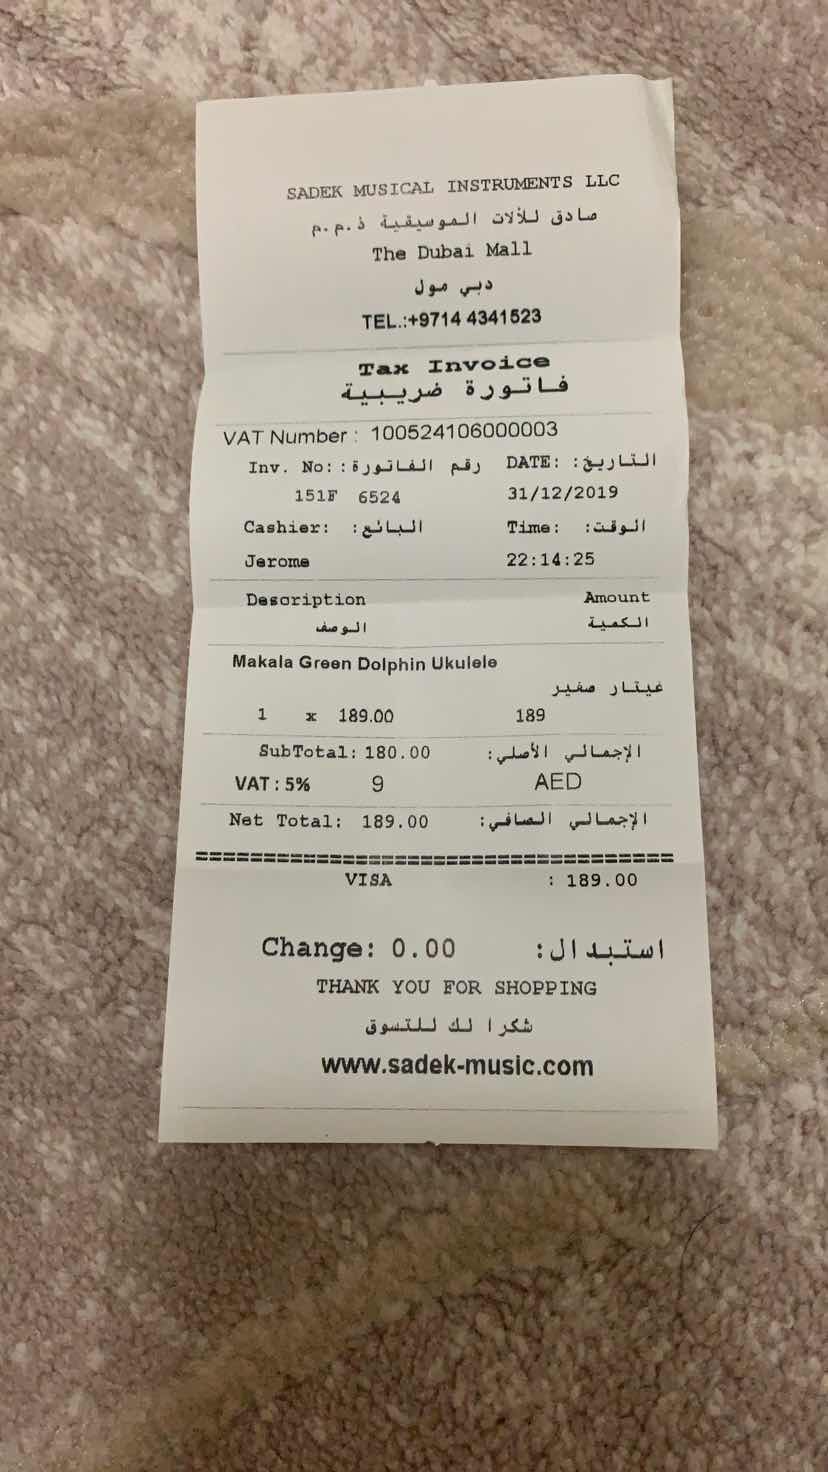 SADEK MUSICAL INSTRUMENTS LLC
صادق للألات الموسيقية ذ.م.م
The Dubai Mall
دبي مول
TEL.:+9714 4341523
Tax Invoice
فاتورة ضريبية
VAT Number : 100524106000003
Inv. No: رقم الفاتورة: DATE: التاريخ:
151F 6524 31/12/2019
Cashier: البائع: Time: الوقت:
Jerome 22:14:25
Description Amount
الوصف الكمية
Makala Green Dolphin Ukulele
غيتار صغير
1 x 189.00 189
SubTotal: 180.00 الإجمالي الأصلي:
VAT : 5% 9 AED
Net Total: 189.00 الإجمالي الصافي:
====================================
VISA : 189.00
Change: 0.00 استبدال:
THANK YOU FOR SHOPPING
شكرا لك للتسوق
www.sadek-music.com